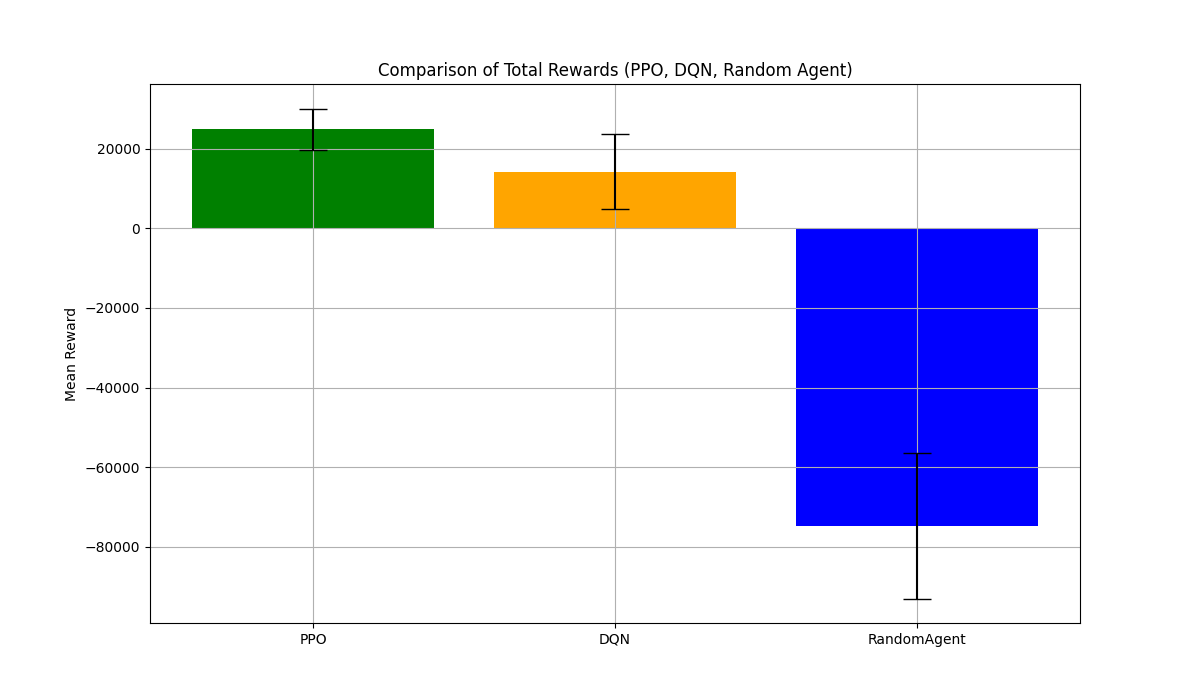 Comparison of Total Rewards (PPO, DQN, Random Agent)
Mean Reward
20000
0
−20000
−40000
−60000
−80000
PPO
DQN
RandomAgent